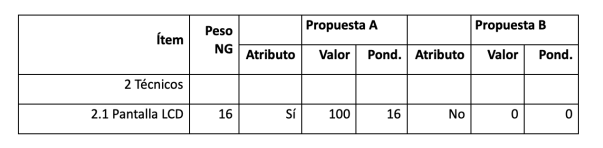 Ítem Peso NG Propuesta A Propuesta B
Atributo Valor Pond. Atributo Valor Pond.
2 Técnicos
2.1 Pantalla LCD 16 Sí 100 16 No 0 0